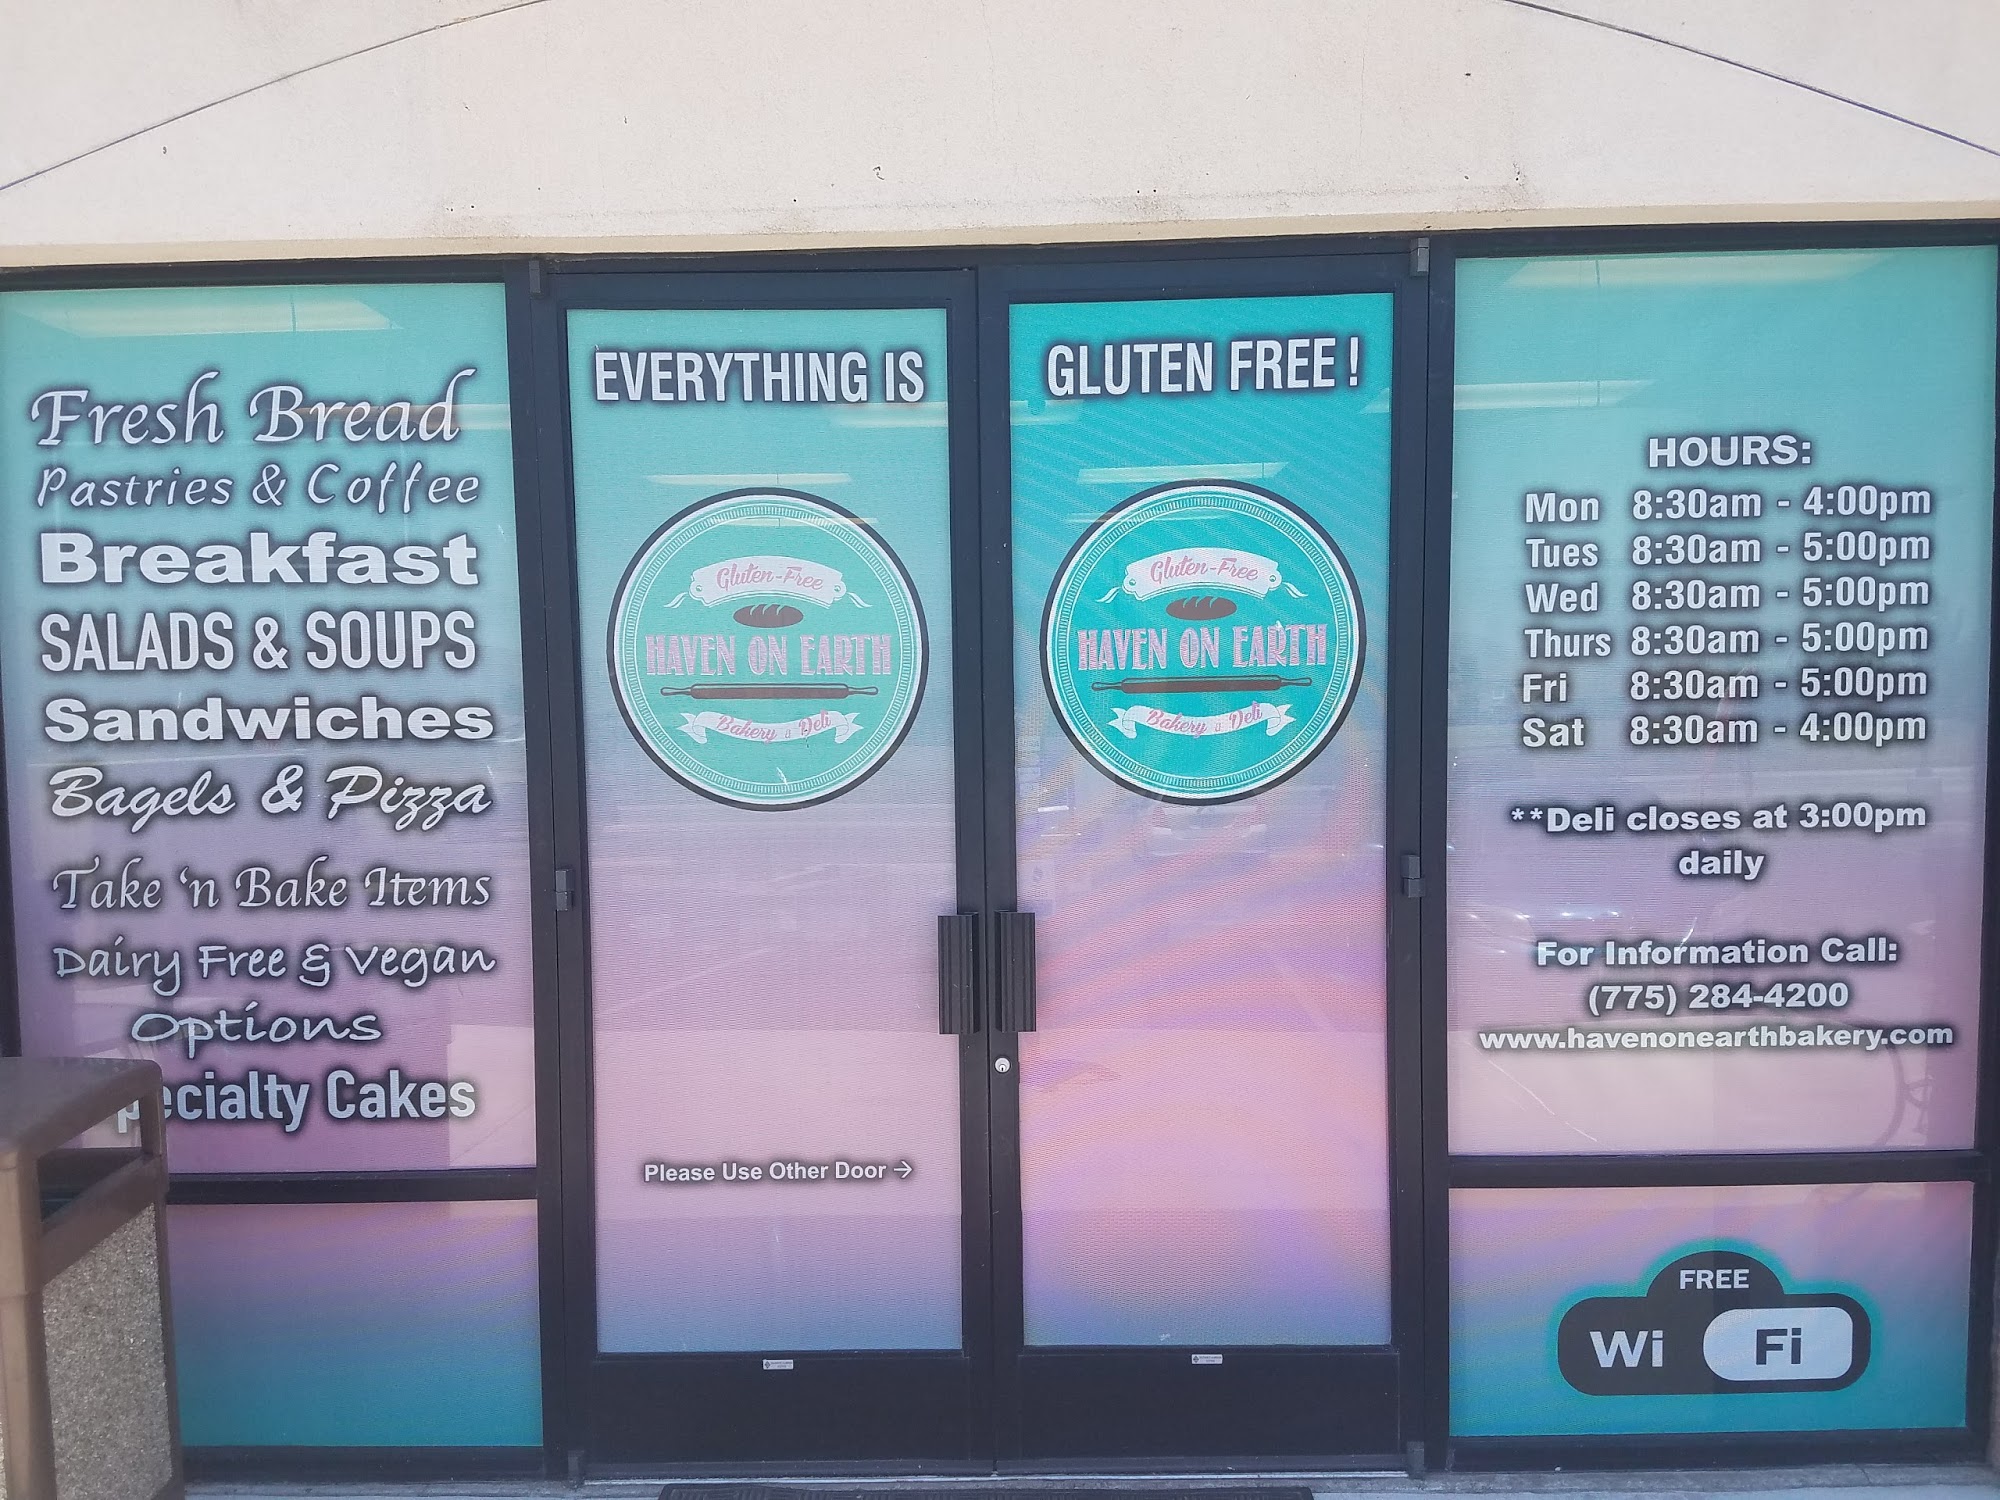 Fresh Bread
Pastries & Coffee
Breakfast
SALADS & SOUPS
Sandwiches
Bagels & Pizza
Take 'n Bake Items
Dairy Free & Vegan
Options
pecialty Cakes
EVERYTHING IS
Gluten-Free
HAVEN ON EARTH
Bakery & Deli
Please Use Other Door →
GLUTEN FREE!
Gluten-Free
HAVEN ON EARTH
Bakery & Deli
HOURS:
Mon 8:30am - 4:00pm
Tues 8:30am - 5:00pm
Wed 8:30am - 5:00pm
Thurs 8:30am - 5:00pm
Fri 8:30am - 5:00pm
Sat 8:30am - 4:00pm
**Deli closes at 3:00pm
daily
For Information Call:
(775) 284-4200
www.havenonearthbakery.com
FREE
Wi Fi